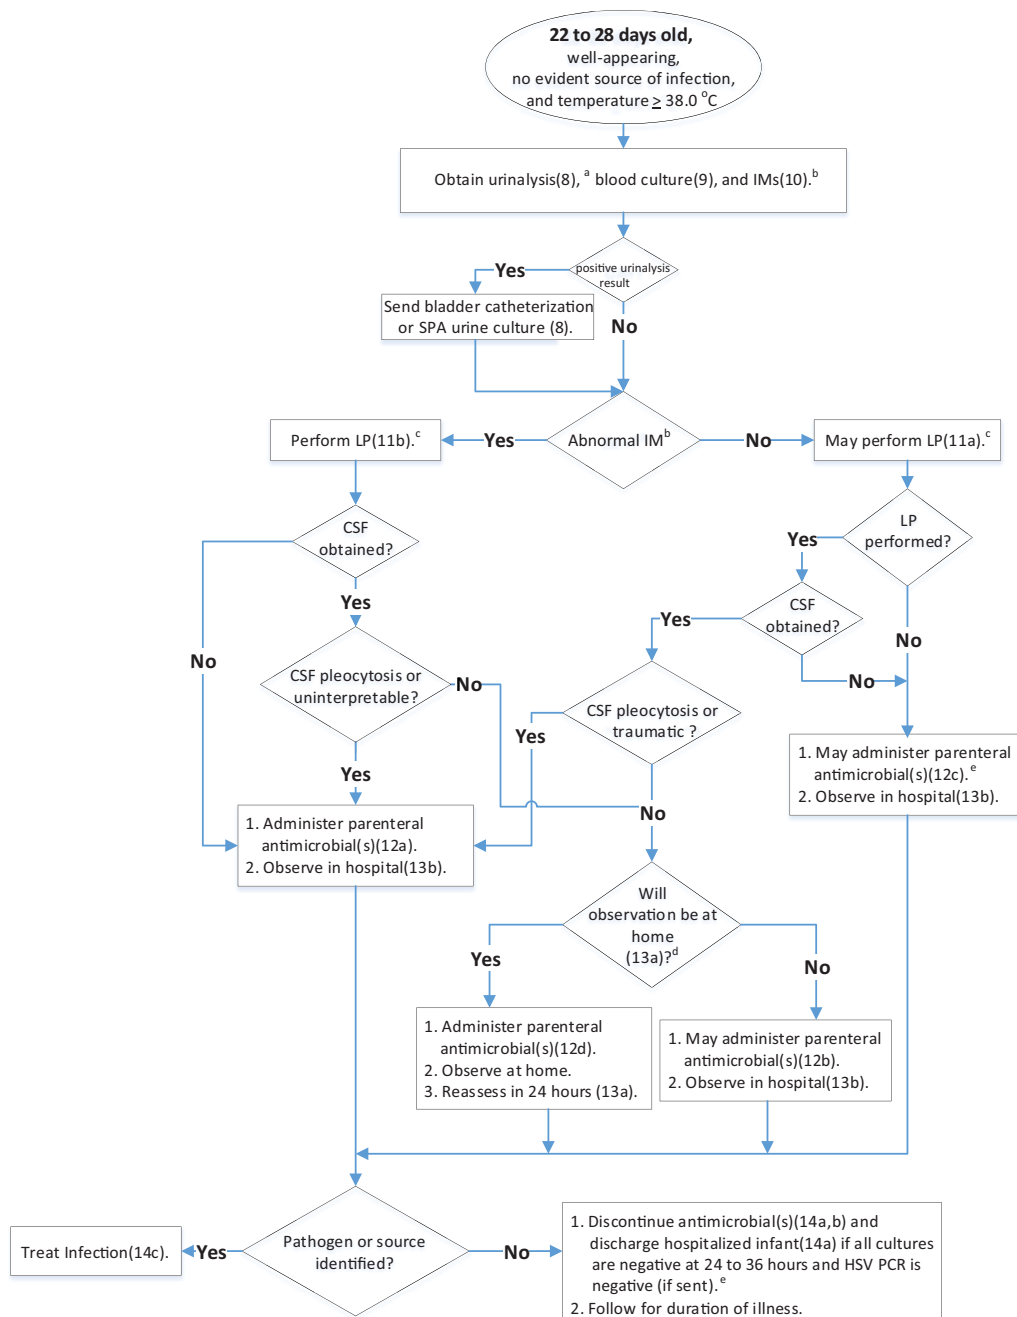 22 to 28 days old,
well-appearing,
no evident source of infection,
and temperature ≥ 38.0 °C
Obtain urinalysis(8), a blood culture(9), and IMs(10).b
positive urinalysis
result
Yes
No
Send bladder catheterization
or SPA urine culture (8).
Abnormal IMb
Yes
No
Perform LP(11b).c
May perform LP(11a).c
CSF
obtained?
Yes
No
LP
performed?
Yes
No
CSF
obtained?
Yes
No
CSF pleocytosis or
uninterpretable?
No
Yes
CSF pleocytosis or
traumatic ?
Yes
No
1. May administer parenteral
antimicrobial(s)(12c).e
2. Observe in hospital(13b).
1. Administer parenteral
antimicrobial(s)(12a).
2. Observe in hospital(13b).
Will
observation be at
home
(13a)?d
Yes
No
1. Administer parenteral
antimicrobial(s)(12d).
2. Observe at home.
3. Reassess in 24 hours (13a).
1. May administer parenteral
antimicrobial(s)(12b).
2. Observe in hospital(13b).
Pathogen or source
identified?
Yes
No
Treat Infection(14c).
1. Discontinue antimicrobial(s)(14a,b) and
discharge hospitalized infant(14a) if all cultures
are negative at 24 to 36 hours and HSV PCR is
negative (if sent).e
2. Follow for duration of illness.